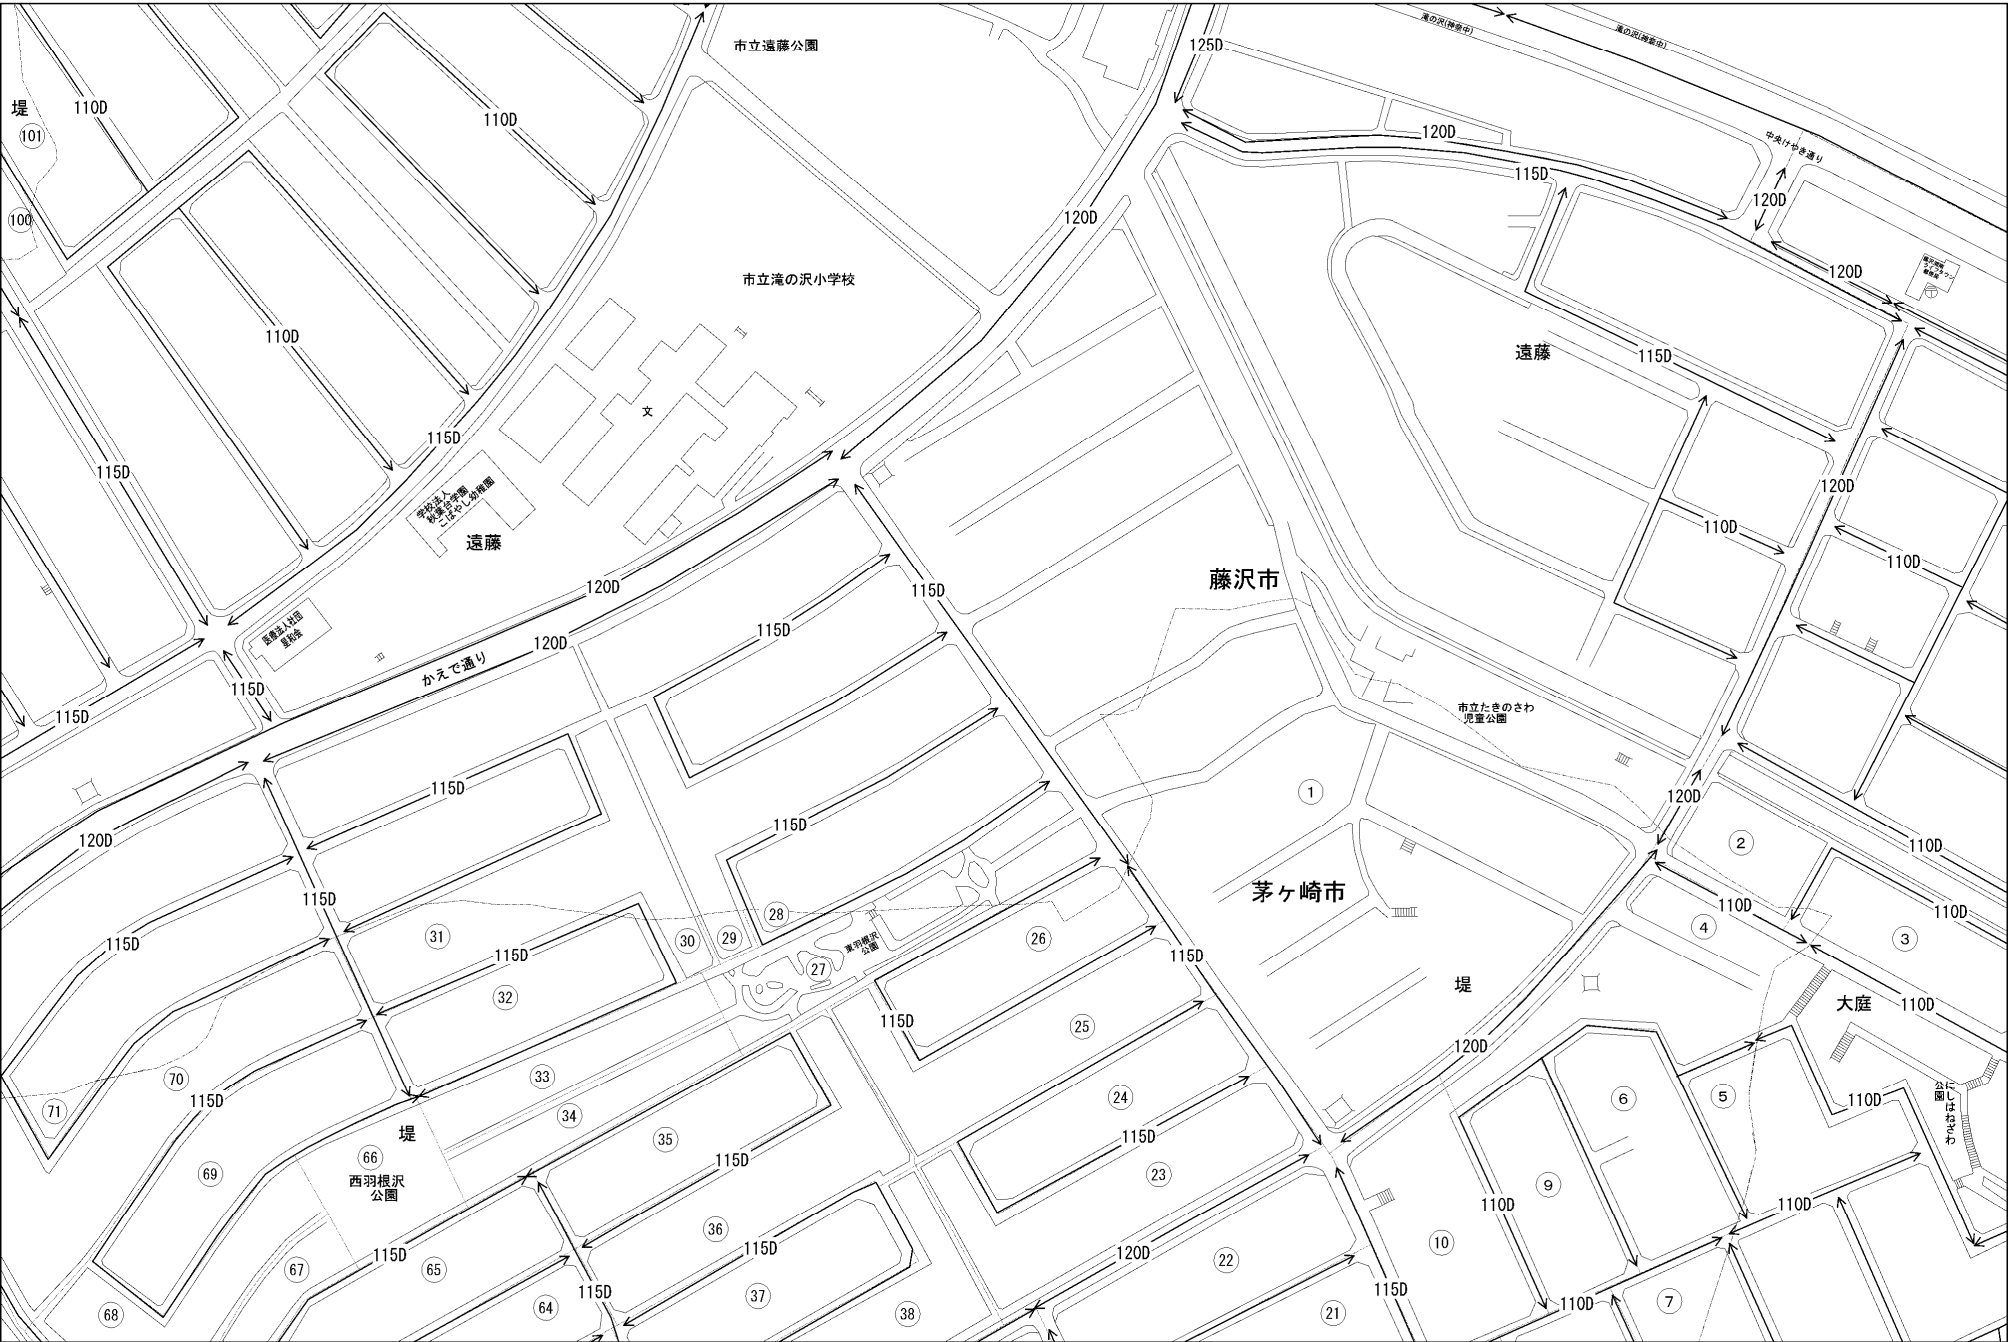 滝の沢(神奈中)
滝の沢(神奈中)
市立遠藤公園
125D
堤
110D
101
110D
120D
中央けやき通り
115D
100
120D
120D
120D
市立滝の沢小学校
110D
遠藤
115D
文
115D
115D
120D
学校法人
秋葉台学園
こばやし幼稚園
遠藤
110D
110D
藤沢市
120D
115D
医療法人社団
星和会
115D
120D
かえで通り
115D
115D
市立たきのさわ
児童公園
115D
①
120D
120D
115D
②
110D
115D
茅ヶ崎市
110D
110D
28
31
30
29
26
④
③
115D
115D
東羽根沢
公園
27
115D
32
堤
大庭
110D
115D
25
120D
70
33
24
⑥
⑤
110D
にしはねざわ
公園
71
115D
34
堤
35
115D
66
69
西羽根沢
公園
115D
23
⑨
110D
110D
36
115D
120D
10
115D
67
65
22
115D
115D
68
64
37
38
21
110D
⑦